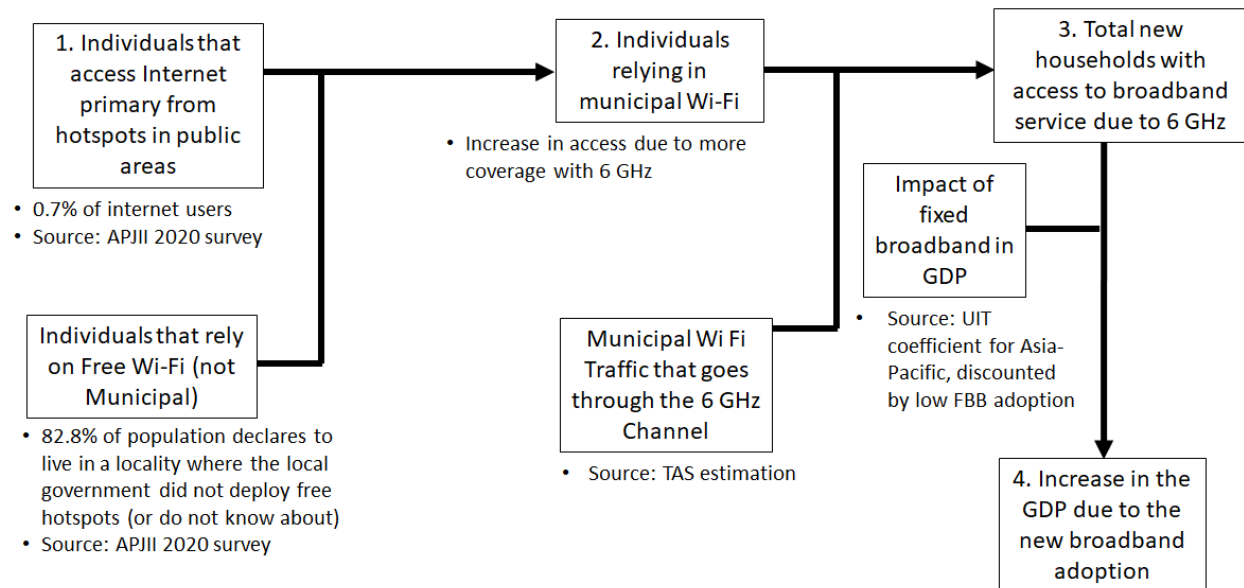 1. Individuals that
access Internet
primary from
hotspots in public
areas
• 0.7% of internet users
• Source: APJII 2020 survey
Individuals that rely
on Free Wi-Fi (not
Municipal)
• 82.8% of population declares to
live in a locality where the local
government did not deploy free
hotspots (or do not know about)
• Source: APJII 2020 survey
2. Individuals
relying in
municipal Wi-Fi
• Increase in access due to more
coverage with 6 GHz
Municipal Wi Fi
Traffic that goes
through the 6 GHz
Channel
• Source: TAS estimation
3. Total new
households with
access to broadband
service due to 6 GHz
Impact of
fixed
broadband in
GDP
• Source: UIT
coefficient for Asia-
Pacific, discounted
by low FBB adoption
4. Increase in the
GDP due to the
new broadband
adoption